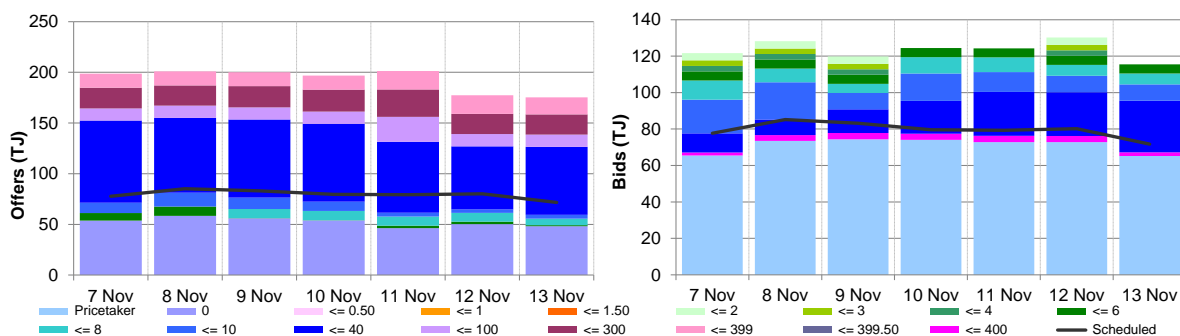 Offers (TJ)
250
200
150
100
50
0
7 Nov 8 Nov 9 Nov 10 Nov 11 Nov 12 Nov 13 Nov
Bids (TJ)
140
120
100
80
60
40
20
0
7 Nov 8 Nov 9 Nov 10 Nov 11 Nov 12 Nov 13 Nov
Pricetaker 0 <= 0.50 <= 1 <= 1.50 <= 2 <= 3 <= 4 <= 6
<= 8 <= 10 <= 40 <= 100 <= 300 <= 399 <= 399.50 <= 400 Scheduled